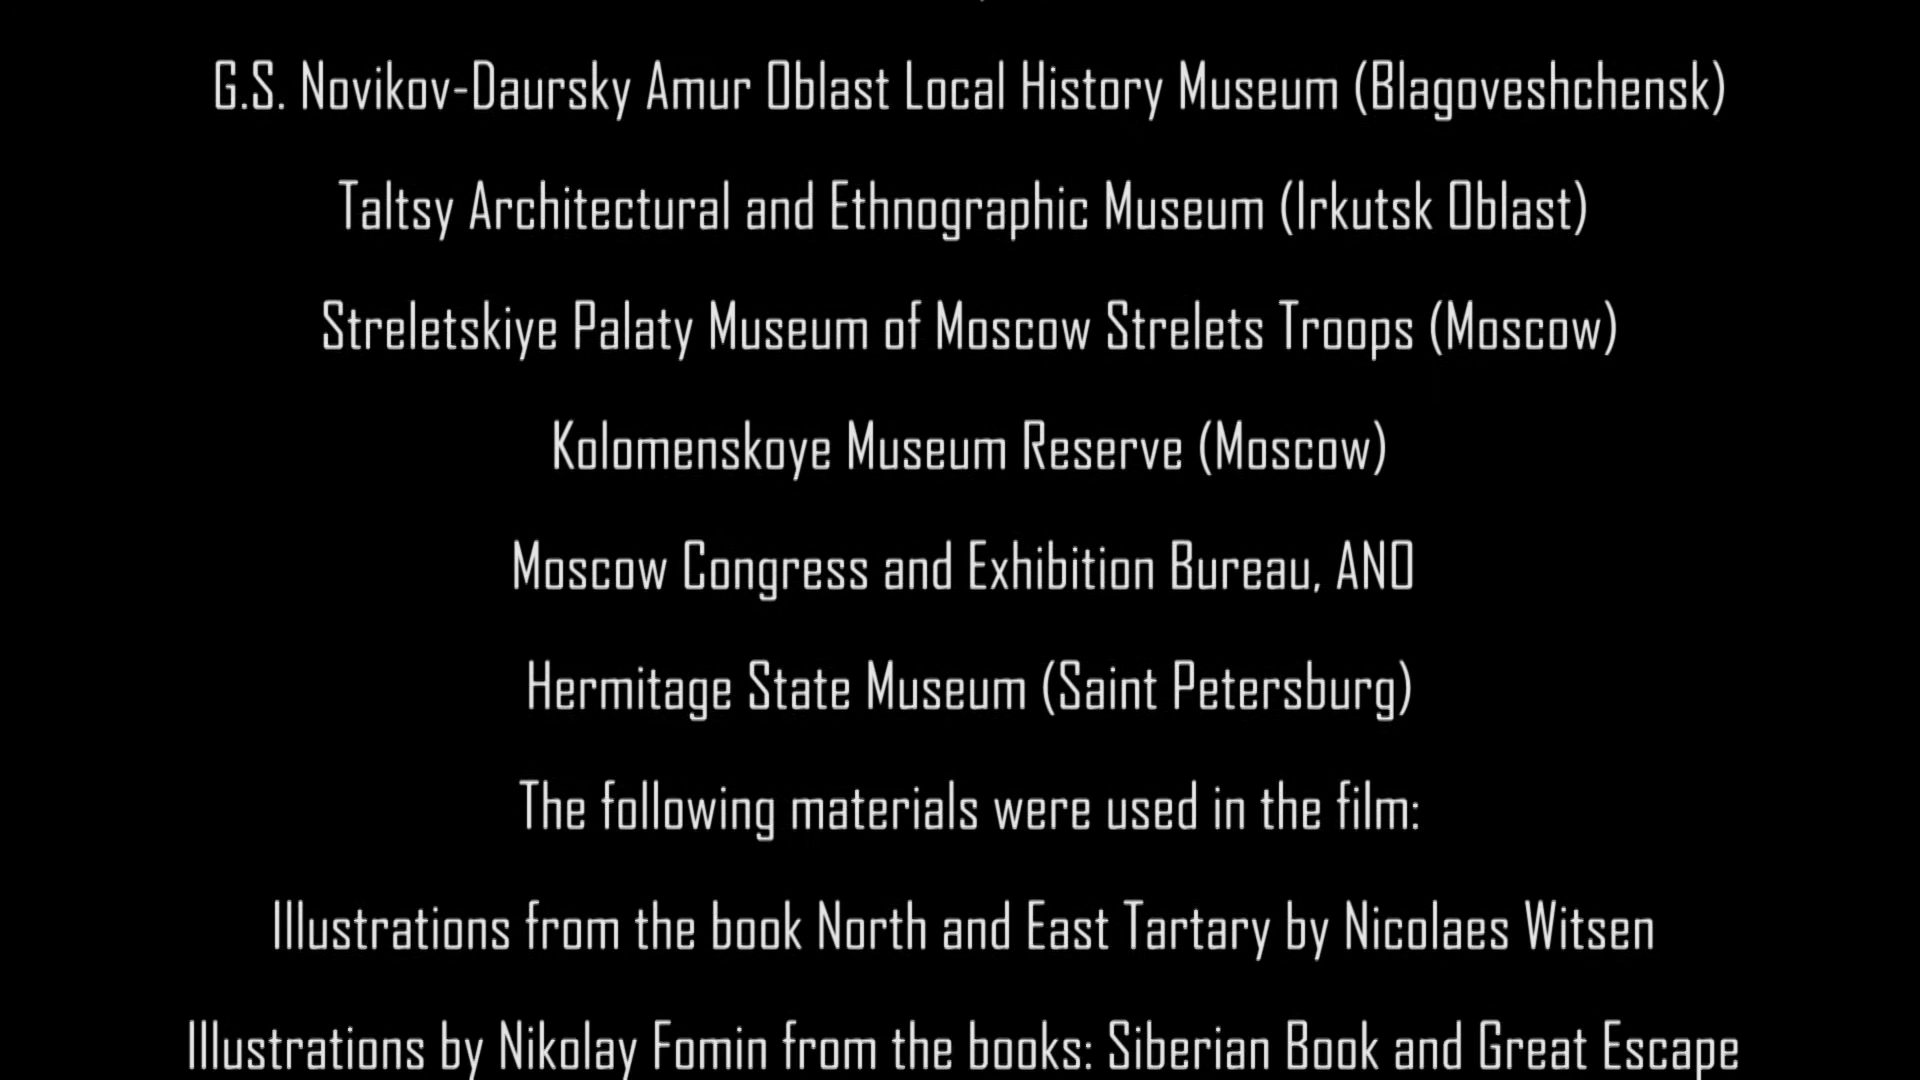 G.S. Novikov-Daursky Amur Oblast Local History Museum (Blagoveshchensk)
Taltsy Architectural and Ethnographic Museum (Irkutsk Oblast)
Streletskiye Palaty Museum of Moscow Strelets Troops (Moscow)
Kolomenskoye Museum Reserve (Moscow)
Moscow Congress and Exhibition Bureau, ANO
Hermitage State Museum (Saint Petersburg)
The following materials were used in the film:
Illustrations from the book North and East Tartary by Nicolaes Witsen
Illustrations by Nikolay Fomin from the books: Siberian Book and Great Escape